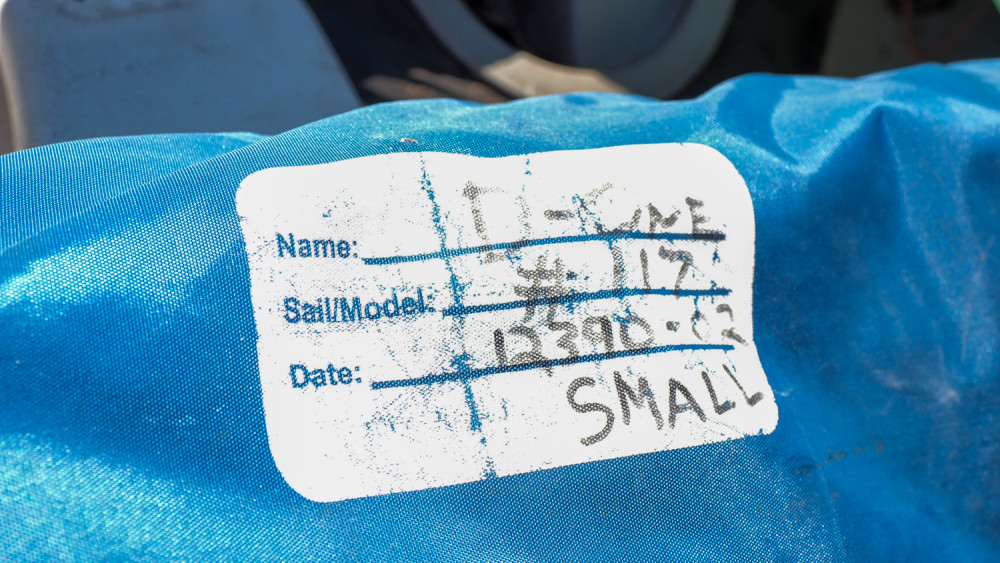 Name: D-ONE
Sail/Model: # 117
Date: 12390-02
SMALL